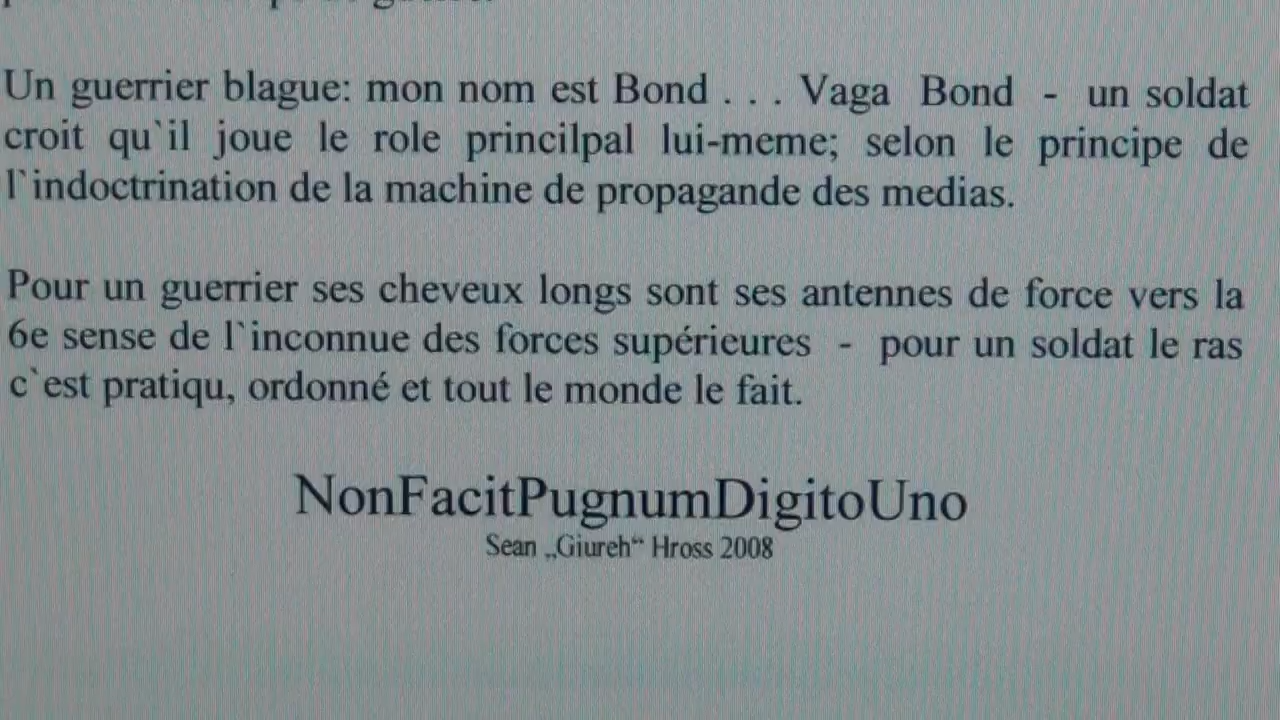 Un guerrier blague: mon nom est Bond . . . Vaga Bond - un soldat
croit qu`il joue le role princilpal lui-meme; selon le principe de
l`indoctrination de la machine de propagande des medias.
Pour un guerrier ses cheveux longs sont ses antennes de force vers la
6e sense de l`inconnue des forces supérieures - pour un soldat le ras
c`est pratiqu, ordonné et tout le monde le fait.
NonFacitPugnumDigitoUno
Sean „Giureh“ Hross 2008